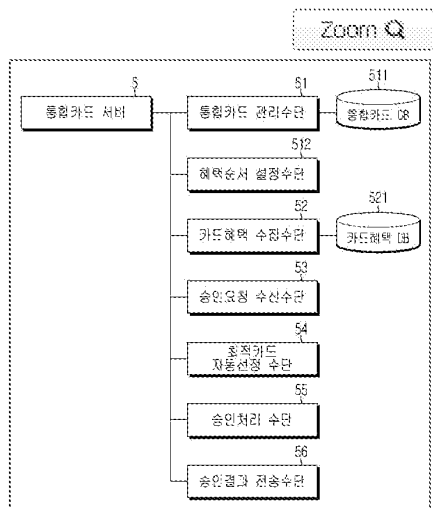 Zoom
5
통합카드 서버
51
통합카드 관리수단
511
통합카드 DB
512
혜택순서 설정수단
52
카드혜택 수집수단
521
카드혜택 DB
53
승인요청 수신수단
54
최적카드
자동선정 수단
55
승인처리 수단
56
승인결과 전송수단